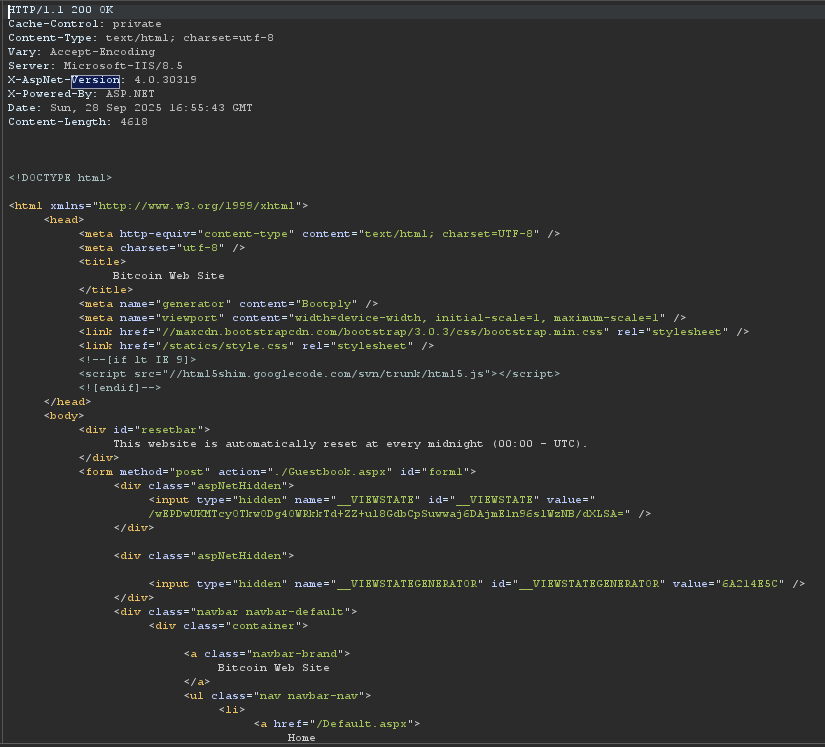 HTTP/1.1 200 OK
Cache-Control: private
Content-Type: text/html; charset=utf-8
Vary: Accept-Encoding
Server: Microsoft-IIS/8.5
X-AspNet-Version: 4.0.30319
X-Powered-By: ASP.NET
Date: Sun, 28 Sep 2025 16:55:43 GMT
Content-Length: 4618
<!DOCTYPE html>
<html xmlns="http://www.w3.org/1999/xhtml">
<head>
<meta http-equiv="content-type" content="text/html; charset=UTF-8" />
<meta charset="utf-8" />
<title>
Bitcoin Web Site
</title>
<meta name="generator" content="Bootply" />
<meta name="viewport" content="width=device-width, initial-scale=1, maximum-scale=1" />
<link href="//maxcdn.bootstrapcdn.com/bootstrap/3.0.3/css/bootstrap.min.css" rel="stylesheet" />
<link href="/statics/style.css" rel="stylesheet" />
<!--[if lt IE 9]>
<script src="//html5shim.googlecode.com/svn/trunk/html5.js"></script>
<![endif]-->
</head>
<body>
<div id="resetbar">
This website is automatically reset at every midnight (00:00 - UTC).
</div>
<form method="post" action="./Guestbook.aspx" id="form1">
<div class="aspNetHidden">
<input type="hidden" name="__VIEWSTATE" id="__VIEWSTATE" value="
/wEPDwUKMTcy0Tkw0Dg40WRkkTd+ZZ+ul8GdbCpSuwwaj6DAjmEln96slWzNB/dXLSA=" />
</div>
<div class="aspNetHidden">
<input type="hidden" name="__VIEWSTATEGENERATOR" id="__VIEWSTATEGENERATOR" value="6A214E5C" />
</div>
<div class="navbar navbar-default">
<div class="container">
<a class="navbar-brand">
Bitcoin Web Site
</a>
<ul class="nav navbar-nav">
<li>
<a href="/Default.aspx">
Home